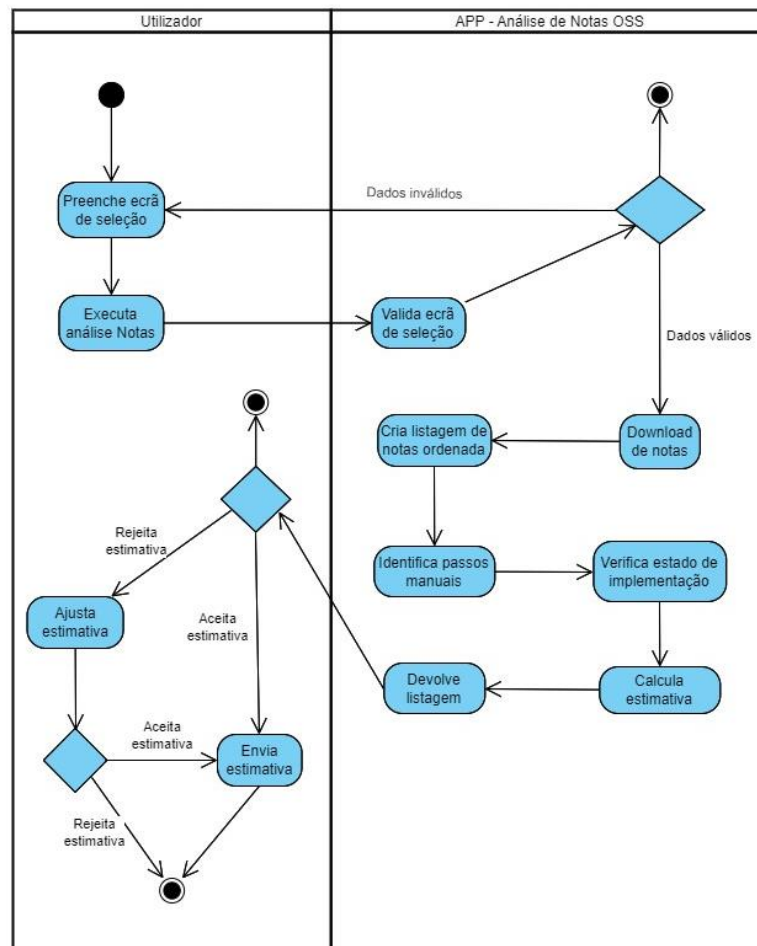 Utilizador
APP - Análise de Notas OSS
Preenche ecrã
de seleção
Dados inválidos
Executa
análise Notas
Valida ecrã
de seleção
Dados válidos
Cria listagem de
notas ordenada
Download
de notas
Rejeita
estimativa
Identifica passos
manuais
Verifica estado de
implementação
Ajusta
estimativa
Aceita
estimativa
Devolve
listagem
Calcula
estimativa
Aceita
estimativa
Envia
estimativa
Rejeita
estimativa